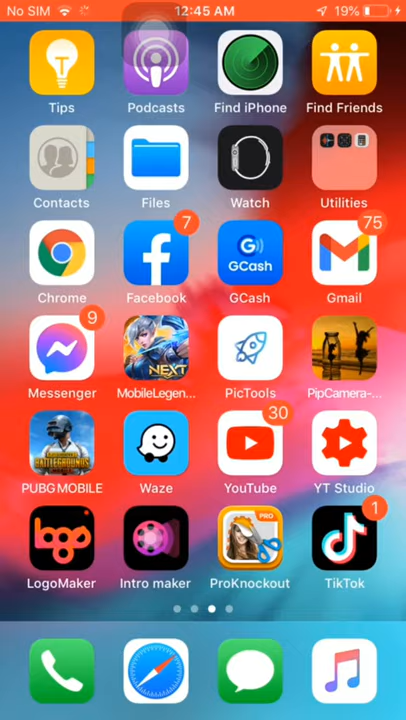 No SIM 12:45 AM 19%
Tips Podcasts Find iPhone Find Friends
Contacts Files Watch Utilities
7 75
G)
GCash
Chrome Facebook GCash Gmail
9
NEXT
Messenger MobileLegen... PicTools PipCamera-...
30
BATTLEGROUNDS
PUBG MOBILE Waze YouTube YT Studio
PRO 1
logo
LogoMaker Intro maker ProKnockout TikTok